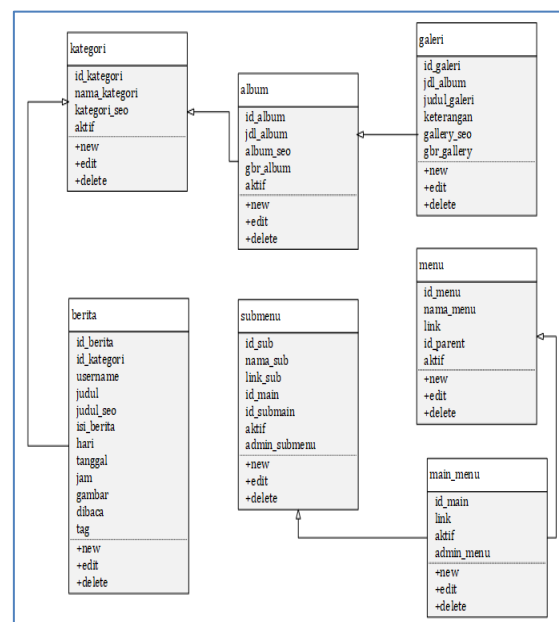 kategori
id_kategori
nama_kategori
kategori_seo
aktif
+new
+edit
+delete
album
id_album
jdl_album
album_seo
gbr_album
aktif
+new
+edit
+delete
galeri
id_galeri
jdl_album
judul_galeri
keterangan
gallery_seo
gbr_gallery
+new
+edit
+delete
berita
id_berita
id_kategori
username
judul
judul_seo
isi_berita
hari
tanggal
jam
gambar
dibaca
tag
+new
+edit
+delete
submenu
id_sub
nama_sub
link_sub
id_main
id_submain
aktif
admin_submenu
+new
+edit
+delete
menu
id_menu
nama_menu
link
id_parent
aktif
+new
+edit
+delete
main_menu
id_main
link
aktif
admin_menu
+new
+edit
+delete